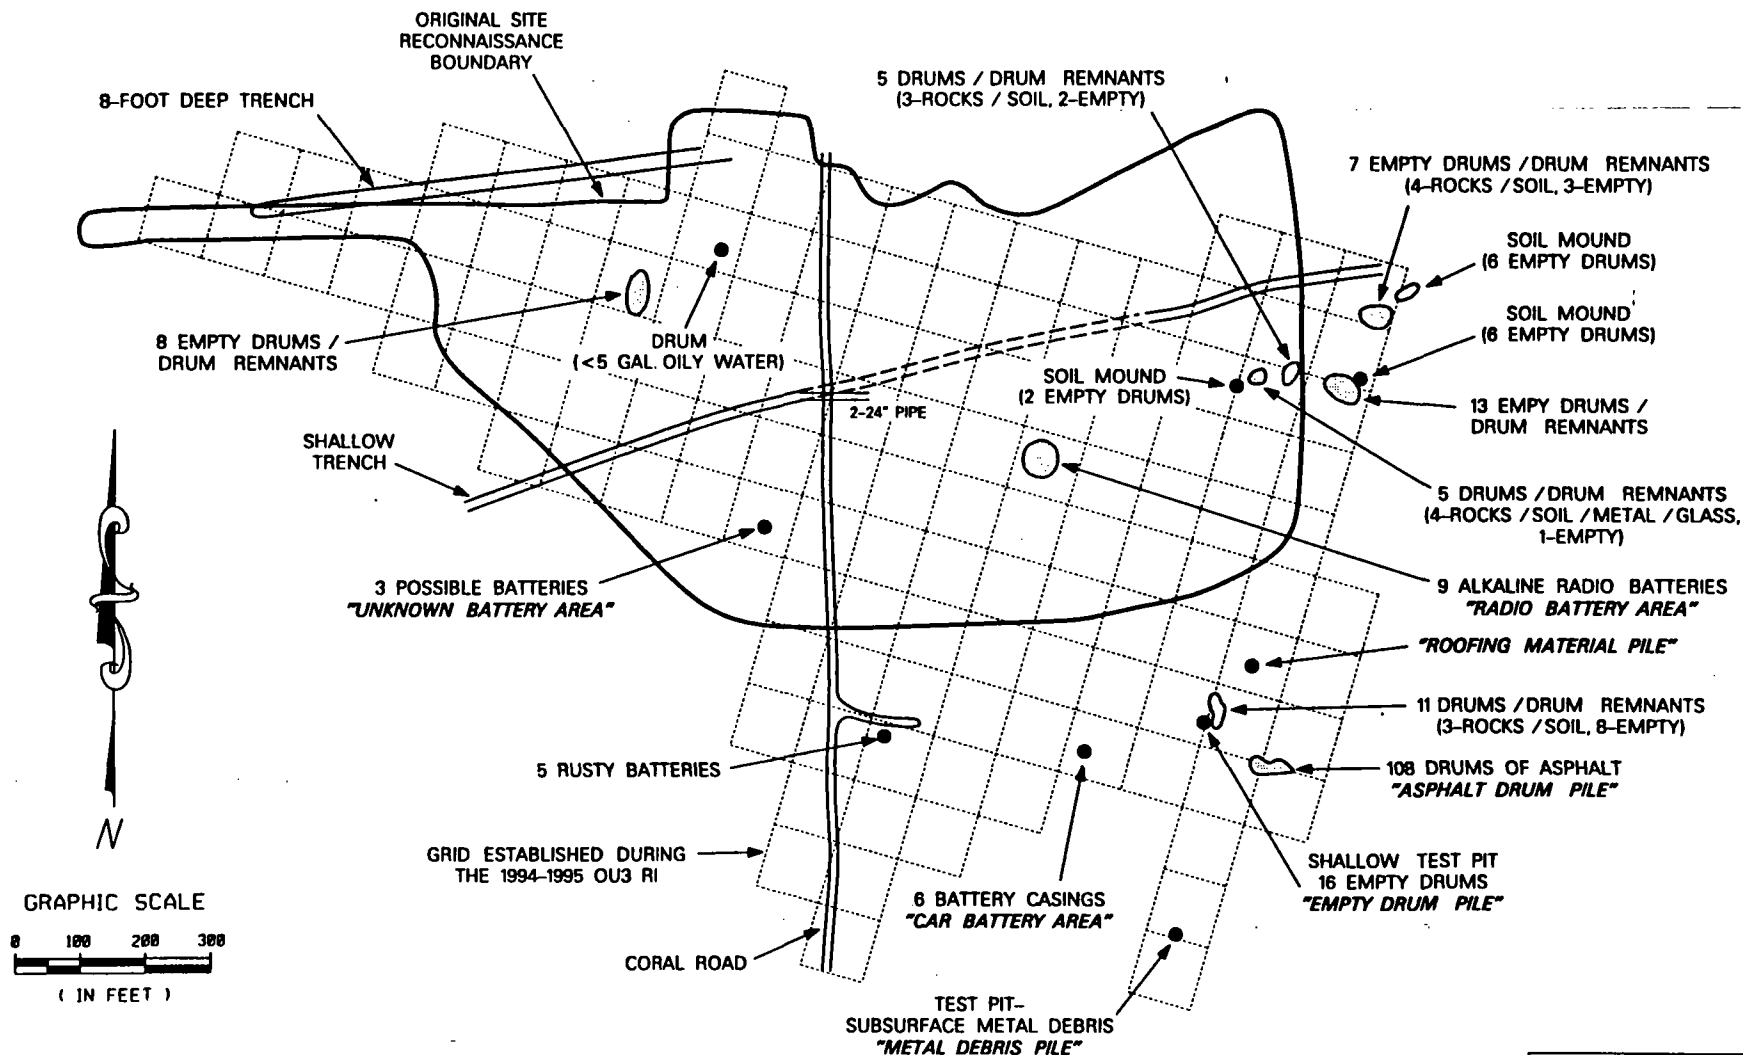 ORIGINAL SITE
RECONNAISSANCE
BOUNDARY
8-FOOT DEEP TRENCH
5 DRUMS / DRUM REMNANTS
(3-ROCKS / SOIL, 2-EMPTY)
7 EMPTY DRUMS / DRUM REMNANTS
(4-ROCKS / SOIL, 3-EMPTY)
SOIL MOUND
(6 EMPTY DRUMS)
SOIL MOUND
(6 EMPTY DRUMS)
8 EMPTY DRUMS /
DRUM REMNANTS
DRUM
(<5 GAL. OILY WATER)
SOIL MOUND
(2 EMPTY DRUMS)
2-24" PIPE
13 EMPY DRUMS /
DRUM REMNANTS
SHALLOW
TRENCH
5 DRUMS / DRUM REMNANTS
(4-ROCKS / SOIL / METAL / GLASS,
1-EMPTY)
3 POSSIBLE BATTERIES
"UNKNOWN BATTERY AREA"
9 ALKALINE RADIO BATTERIES
"RADIO BATTERY AREA"
"ROOFING MATERIAL PILE"
11 DRUMS / DRUM REMNANTS
(3-ROCKS / SOIL, 8-EMPTY)
5 RUSTY BATTERIES
108 DRUMS OF ASPHALT
"ASPHALT DRUM PILE"
GRID ESTABLISHED DURING
THE 1994-1995 OU3 RI
6 BATTERY CASINGS
"CAR BATTERY AREA"
SHALLOW TEST PIT
16 EMPTY DRUMS
"EMPTY DRUM PILE"
CORAL ROAD
TEST PIT-
SUBSURFACE METAL DEBRIS
"METAL DEBRIS PILE"
N
GRAPHIC SCALE
0 100 200 300
( IN FEET )